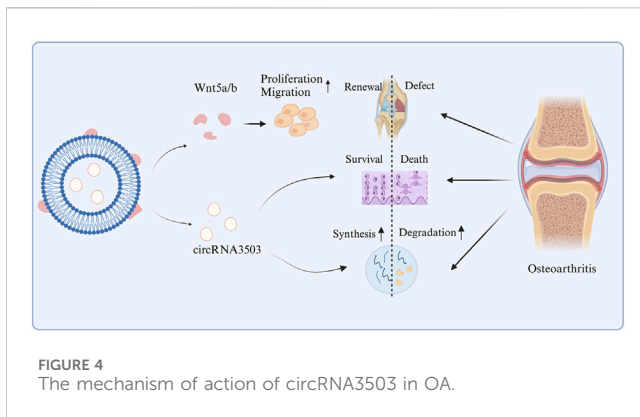 Wnt5a/b
Proliferation
Migration
Renewal
Defect
Survival
Death
circRNA3503
Synthesis
Degradation
Osteoarthritis
FIGURE 4
The mechanism of action of circRNA3503 in OA.